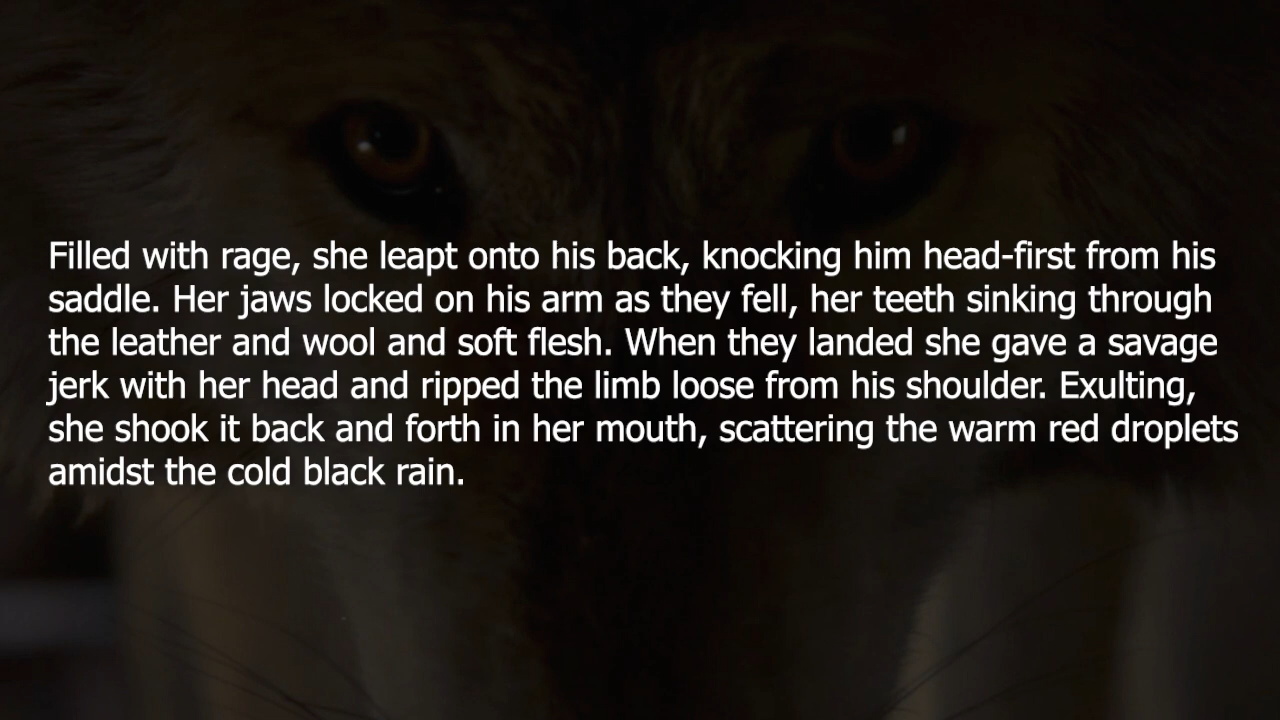 Filled with rage, she leapt onto his back, knocking him head-first from his
saddle. Her jaws locked on his arm as they fell, her teeth sinking through
the leather and wool and soft flesh. When they landed she gave a savage
jerk with her head and ripped the limb loose from his shoulder. Exulting,
she shook it back and forth in her mouth, scattering the warm red droplets
amidst the cold black rain.